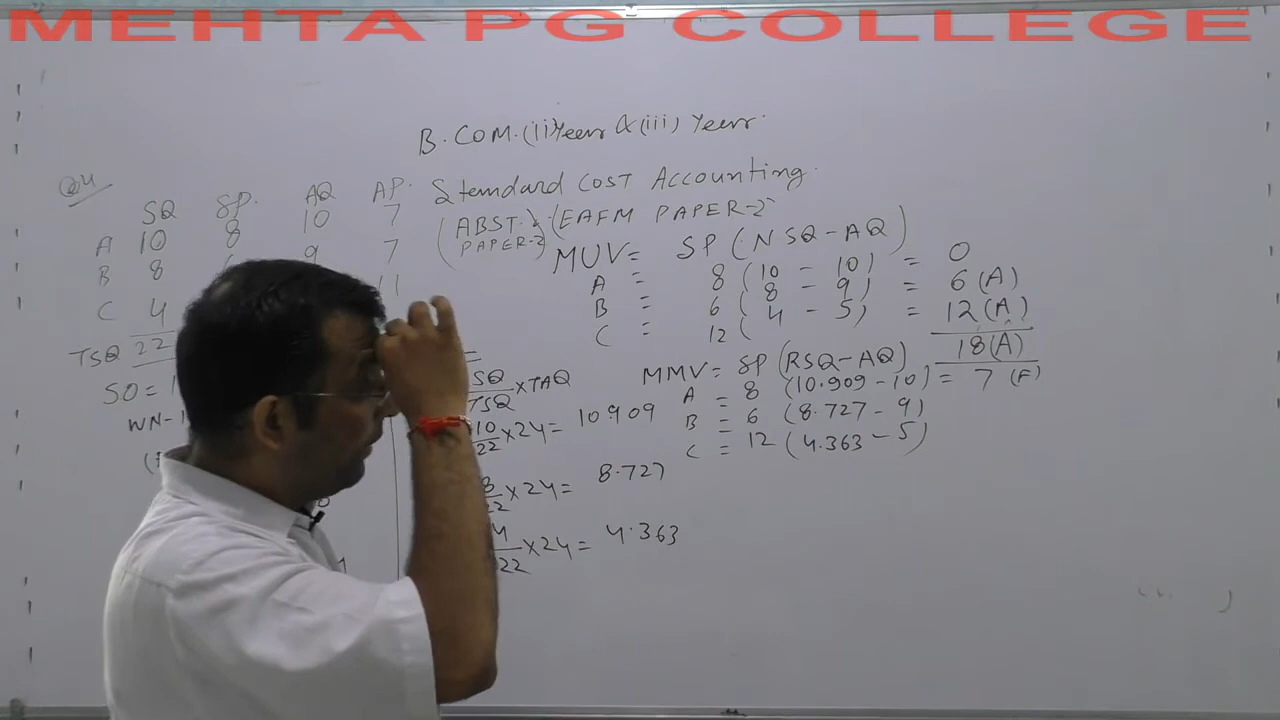 MEHTA PG COLLEGE
B.COM.(ii)Year &(iii) Year.
Q4
Standard COST Accounting.
(ABST. PAPER-2) (EAFM PAPER-2)
SQ SP. AQ AP.
A 10 8 10 7
B 8 9 7
C 4 11
TSQ 22
SO=1
WN-1
SQ/TSQ ×TAQ
10/22 ×24= 10.909
8/22 ×24= 8.727
4/22 ×24= 4.363
MUV= SP(NSQ-AQ)
A = 8 (10 - 10) = 0
B = 6 (8 - 9) = 6 (A)
C = 12 (4 - 5) = 12 (A)
18(A)
MMV= SP(RSQ-AQ)
A = 8 (10.909-10) = 7 (F)
B = 6 (8.727-9)
C = 12 (4.363-5)